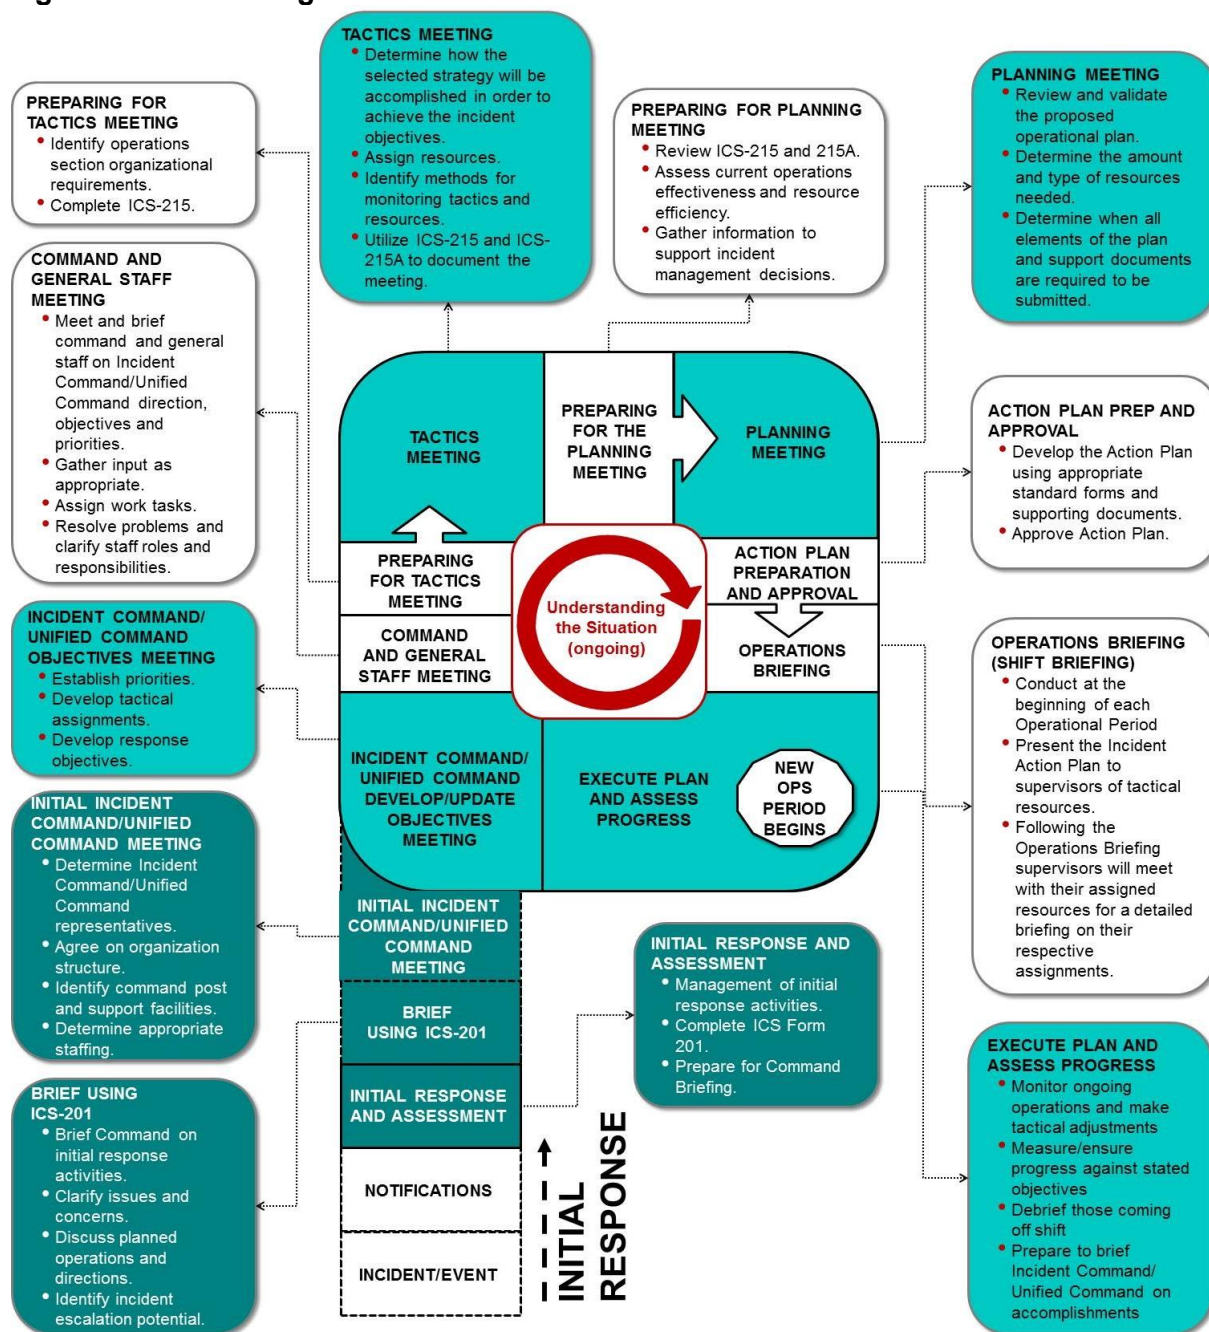 TACTICS MEETING
• Determine how the
selected strategy will be
accomplished in order to
achieve the incident
objectives.
• Assign resources.
• Identify methods for
monitoring tactics and
resources.
• Utilize ICS-215 and ICS-
215A to document the
meeting.
PREPARING FOR
TACTICS MEETING
• Identify operations
section organizational
requirements.
• Complete ICS-215.
PREPARING FOR PLANNING
MEETING
• Review ICS-215 and 215A.
• Assess current operations
effectiveness and resource
efficiency.
• Gather information to
support incident
management decisions.
PLANNING MEETING
• Review and validate
the proposed
operational plan.
• Determine the amount
and type of resources
needed.
• Determine when all
elements of the plan
and support documents
are required to be
submitted.
COMMAND AND
GENERAL STAFF
MEETING
• Meet and brief
command and general
staff on Incident
Command/Unified
Command direction,
objectives and
priorities.
• Gather input as
appropriate.
• Assign work tasks.
• Resolve problems and
clarify staff roles and
responsibilities.
TACTICS
MEETING
PREPARING
FOR THE
PLANNING
MEETING
PLANNING
MEETING
PREPARING
FOR TACTICS
MEETING
COMMAND
AND GENERAL
STAFF MEETING
Understanding
the Situation
(ongoing)
ACTION PLAN
PREPARATION
AND APPROVAL
OPERATIONS
BRIEFING
INCIDENT COMMAND/
UNIFIED COMMAND
DEVELOP/UPDATE
OBJECTIVES
MEETING
EXECUTE PLAN
AND ASSESS
PROGRESS
NEW
OPS
PERIOD
BEGINS
ACTION PLAN PREP AND
APPROVAL
• Develop the Action Plan
using appropriate
standard forms and
supporting documents.
• Approve Action Plan.
INCIDENT COMMAND/
UNIFIED COMMAND
OBJECTIVES MEETING
• Establish priorities.
• Develop tactical
assignments.
• Develop response
objectives.
OPERATIONS BRIEFING
(SHIFT BRIEFING)
• Conduct at the
beginning of each
Operational Period
• Present the Incident
Action Plan to
supervisors of tactical
resources.
• Following the
Operations Briefing
supervisors will meet
with their assigned
resources for a detailed
briefing on their
respective
assignments.
INITIAL INCIDENT
COMMAND/UNIFIED
COMMAND MEETING
• Determine Incident
Command/Unified
Command
representatives.
• Agree on organization
structure.
• Identify command post
and support facilities.
• Determine appropriate
staffing.
INITIAL INCIDENT
COMMAND/UNIFIED
COMMAND
MEETING
BRIEF
USING ICS-201
INITIAL RESPONSE
AND ASSESSMENT
NOTIFICATIONS
INCIDENT/EVENT
INITIAL
RESPONSE
INITIAL RESPONSE AND
ASSESSMENT
• Management of initial
response activities.
• Complete ICS Form
201.
• Prepare for Command
Briefing.
BRIEF USING
ICS-201
• Brief Command on
initial response
activities.
• Clarify issues and
concerns.
• Discuss planned
operations and
directions.
• Identify incident
escalation potential.
EXECUTE PLAN AND
ASSESS PROGRESS
• Monitor ongoing
operations and make
tactical adjustments
• Measure/ensure
progress against stated
objectives
• Debrief those coming
off shift
• Prepare to brief
Incident Command/
Unified Command on
accomplishments